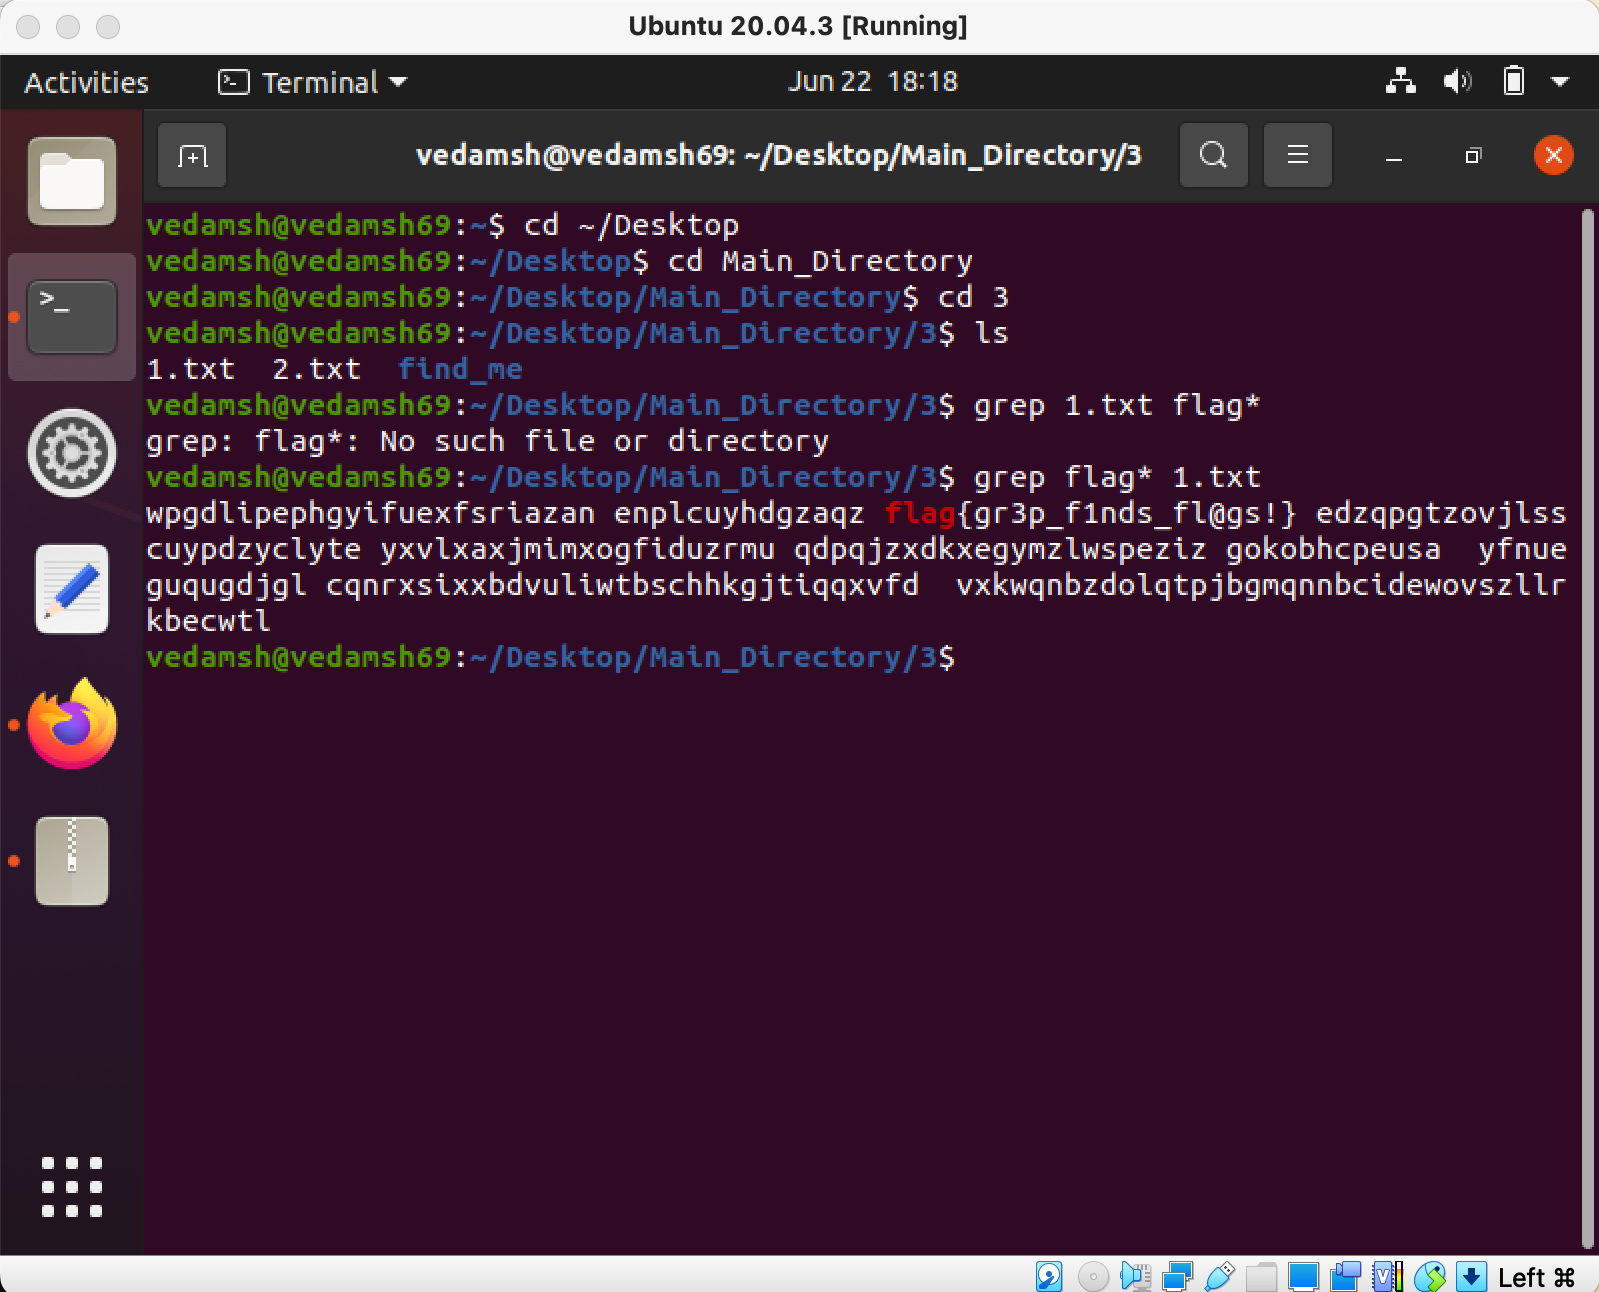 Ubuntu 20.04.3 [Running]
Activities
Terminal
Jun 22 18:18
vedamsh@vedamsh69: ~/Desktop/Main_Directory/3
vedamsh@vedamsh69:~$ cd ~/Desktop
vedamsh@vedamsh69:~/Desktop$ cd Main_Directory
vedamsh@vedamsh69:~/Desktop/Main_Directory$ cd 3
vedamsh@vedamsh69:~/Desktop/Main_Directory/3$ ls
1.txt  2.txt  find_me
vedamsh@vedamsh69:~/Desktop/Main_Directory/3$ grep 1.txt flag*
grep: flag*: No such file or directory
vedamsh@vedamsh69:~/Desktop/Main_Directory/3$ grep flag* 1.txt
wpgdlipephgyifuexfsriazan enplcuyhdgzaqz flag{gr3p_f1nds_fl@gs!} edzqpgtzovjlss
cuypdzyclyte yxvlxaxjmimxogfiduzrmu qdpqjzxdkxegymzlwspeziz gokobhcpeusa  yfnue
guqugdjgl cqnrxsixxbdvuliwtbschhkgjtiqqxvfd  vxkwqnbzdolqtpjbgmqnnbcidewovszllr
kbecwtl
vedamsh@vedamsh69:~/Desktop/Main_Directory/3$
Left ⌘